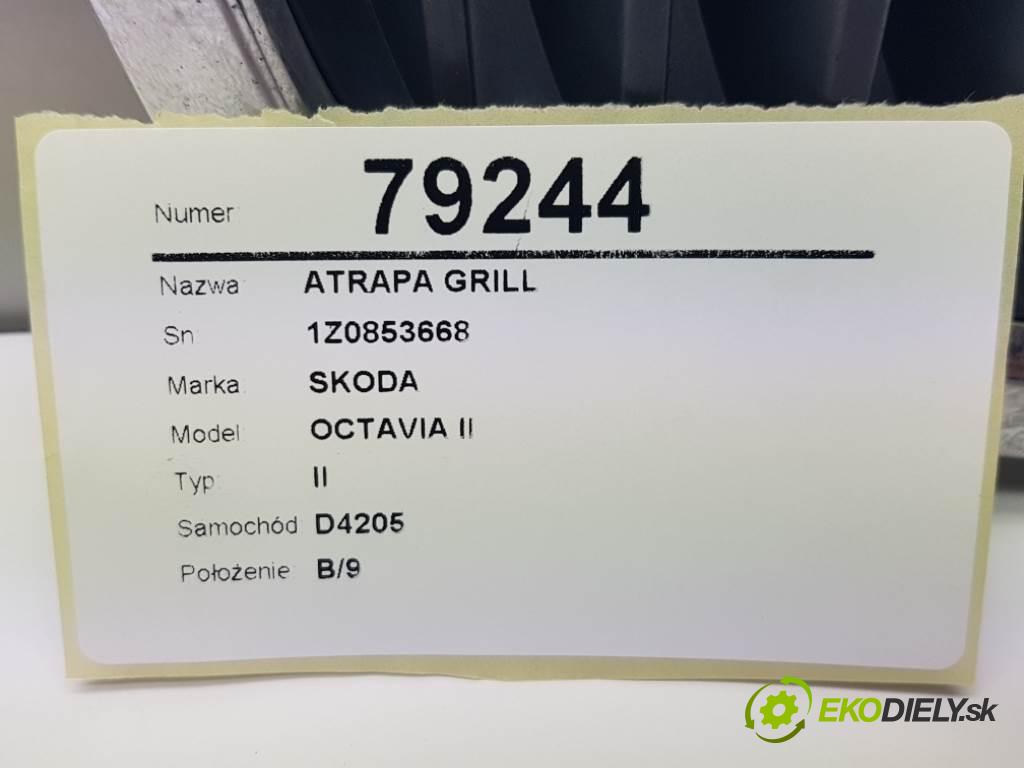 Numer: 79244
Nazwa: ATRAPA GRILL
Sn: 1Z0853668
Marka: SKODA
Model: OCTAVIA II
Typ: II
Samochód: D4205
Położenie: B/9
EKODIELY.sk